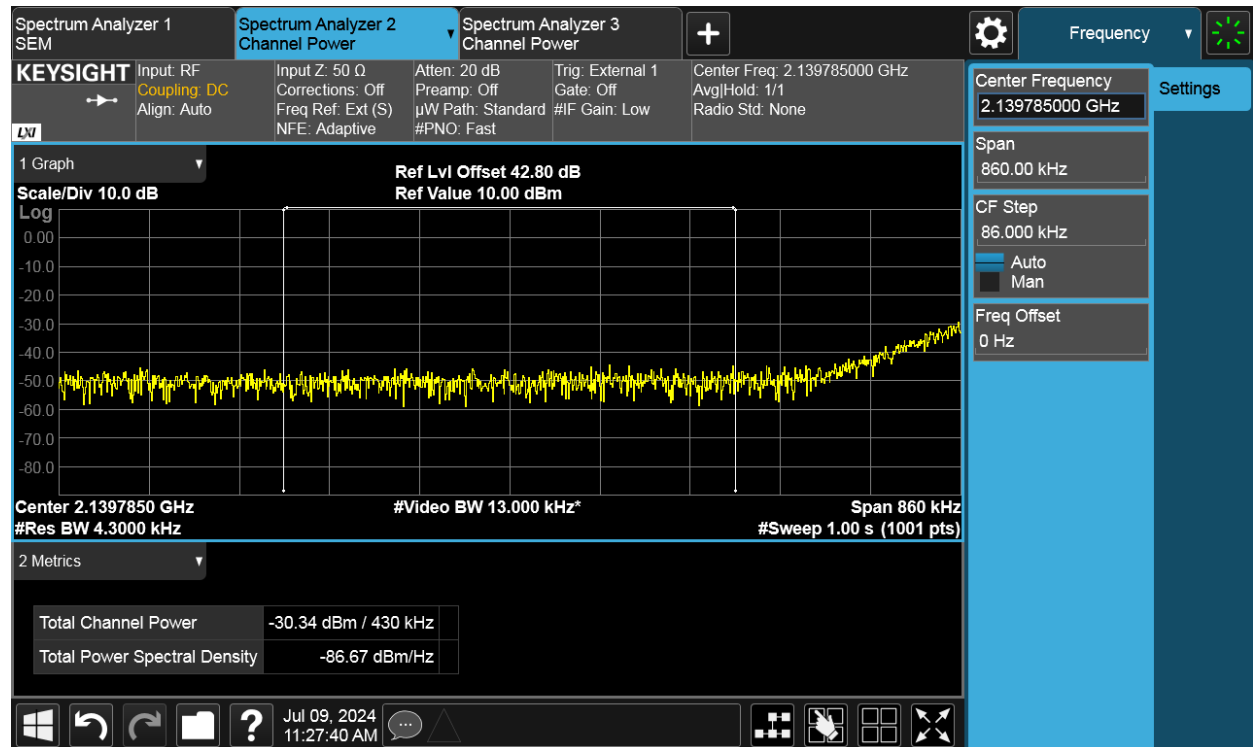 Spectrum Analyzer 1
SEM
Spectrum Analyzer 2
Channel Power
Spectrum Analyzer 3
Channel Power
+
Frequency
KEYSIGHT
LXI
Input: RF
Coupling: DC
Align: Auto
Input Z: 50 Ω
Corrections: Off
Freq Ref: Ext (S)
NFE: Adaptive
Atten: 20 dB
Preamp: Off
µW Path: Standard
#PNO: Fast
Trig: External 1
Gate: Off
#IF Gain: Low
Center Freq: 2.139785000 GHz
Avg|Hold: 1/1
Radio Std: None
Center Frequency
2.139785000 GHz
Settings
Span
860.00 kHz
CF Step
86.000 kHz
Auto
Man
Freq Offset
0 Hz
1 Graph
Scale/Div 10.0 dB
Ref Lvl Offset 42.80 dB
Ref Value 10.00 dBm
Log
0.00
-10.0
-20.0
-30.0
-40.0
-50.0
-60.0
-70.0
-80.0
Center 2.1397850 GHz
#Res BW 4.3000 kHz
#Video BW 13.000 kHz*
Span 860 kHz
#Sweep 1.00 s (1001 pts)
2 Metrics
Total Channel Power -30.34 dBm / 430 kHz
Total Power Spectral Density -86.67 dBm/Hz
?
Jul 09, 2024
11:27:40 AM